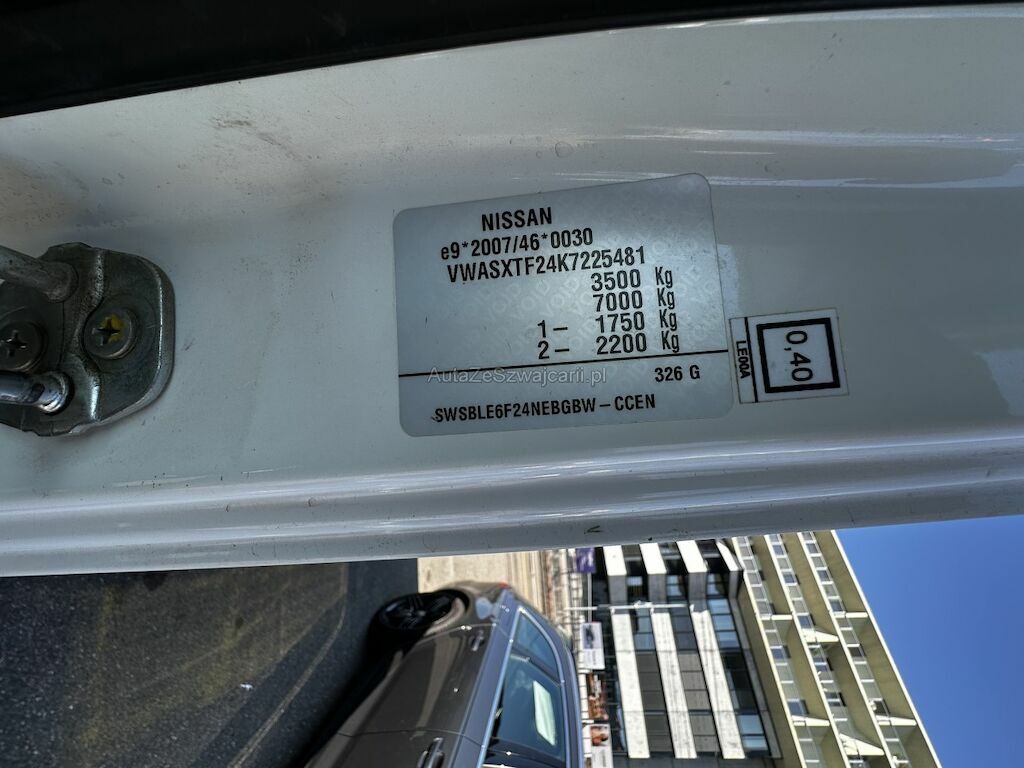 NISSAN
e9*2007/46*0030
VWASXTF24K7225481
3500 Kg
7000 Kg
1- 1750 Kg
2- 2200 Kg
AutaZeSzwajcarii.pl
326 G
SWSBLE6F24NEBGBW-CCEN
LE00A
0,40